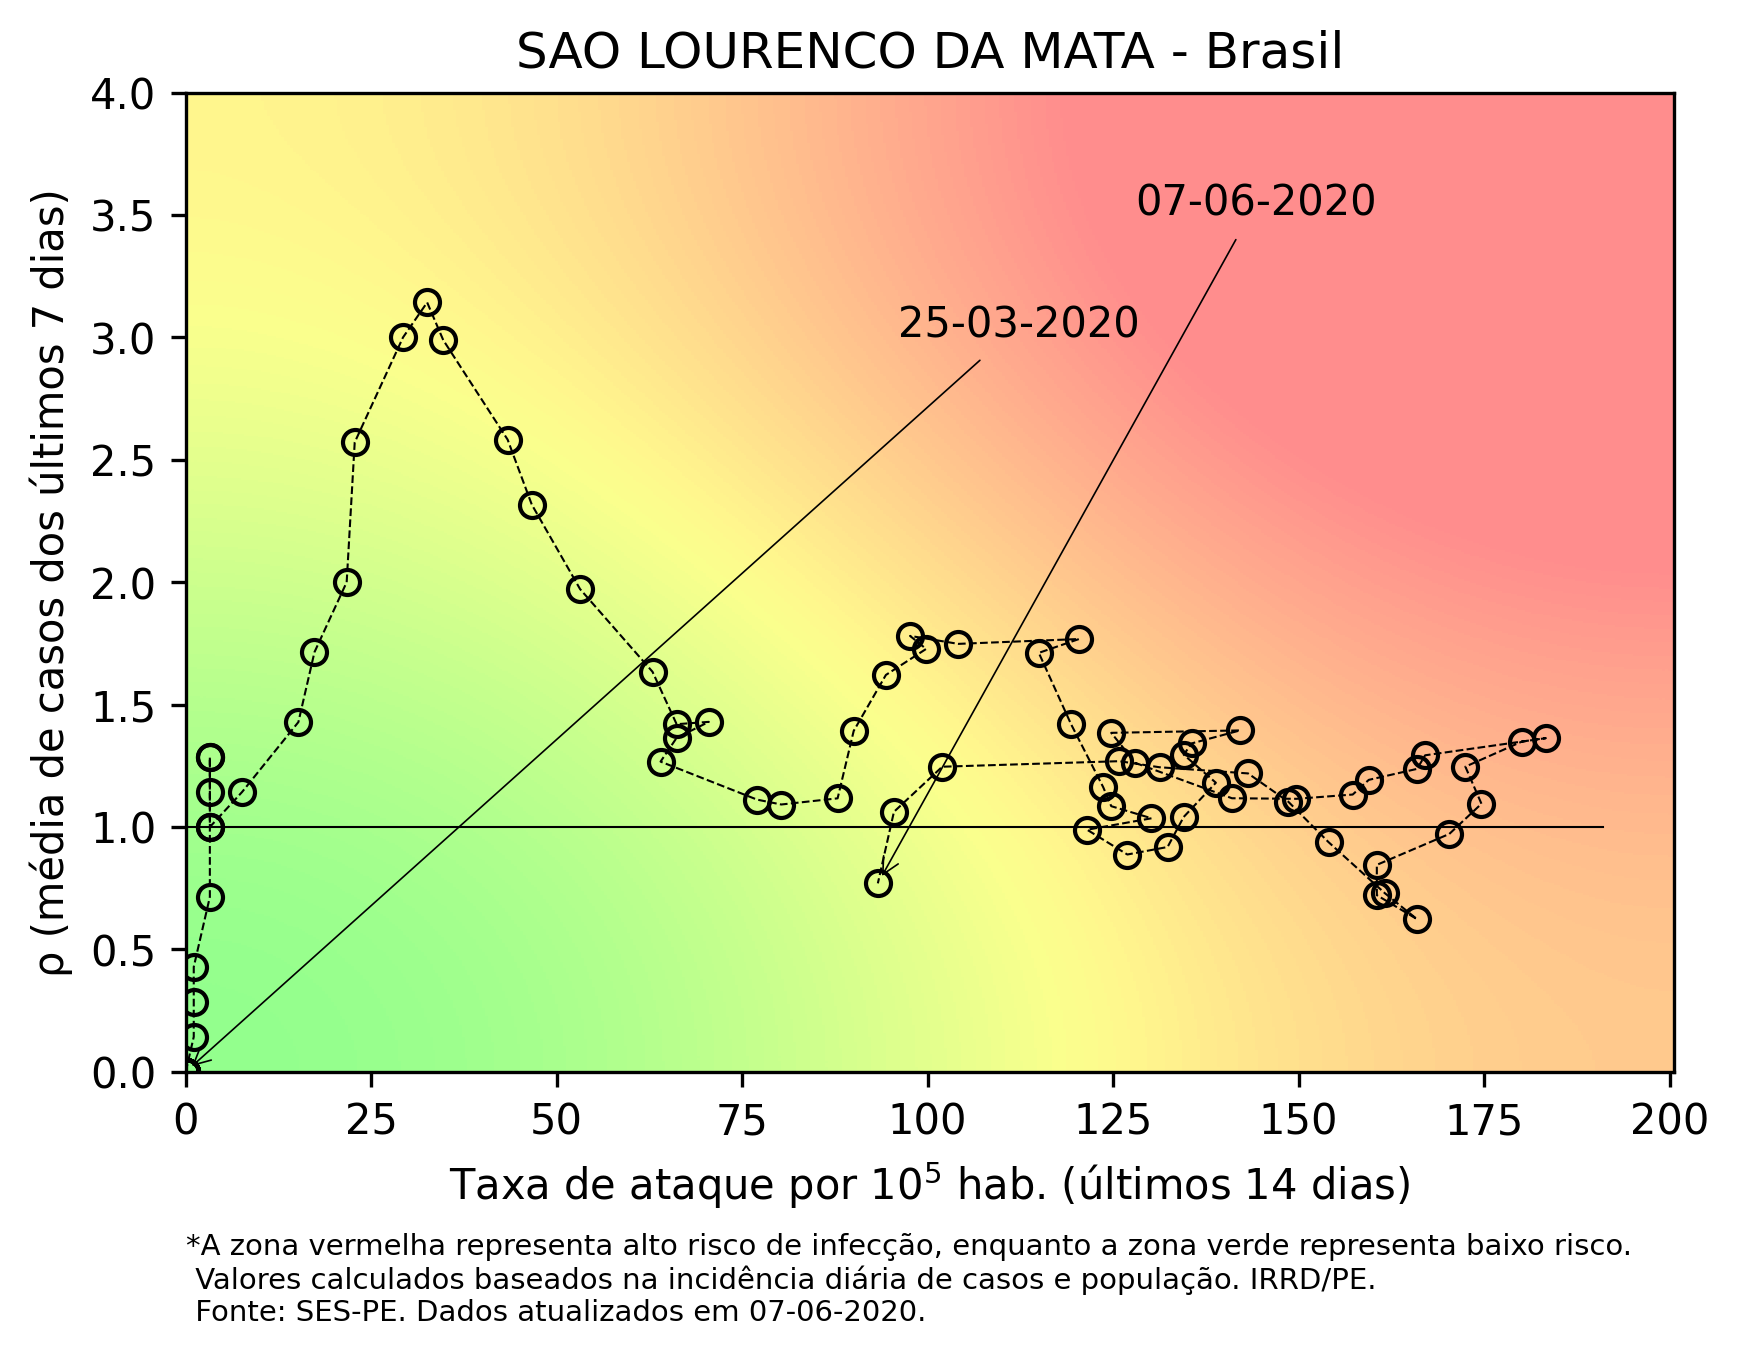 SAO LOURENCO DA MATA - Brasil
4.0
3.5
3.0
2.5
2.0
1.5
1.0
0.5
0.0
ρ (média de casos dos últimos 7 dias)
07-06-2020
25-03-2020
0 25 50 75 100 125 150 175 200
Taxa de ataque por 10⁵ hab. (últimos 14 dias)
*A zona vermelha representa alto risco de infecção, enquanto a zona verde representa baixo risco.
Valores calculados baseados na incidência diária de casos e população. IRRD/PE.
Fonte: SES-PE. Dados atualizados em 07-06-2020.